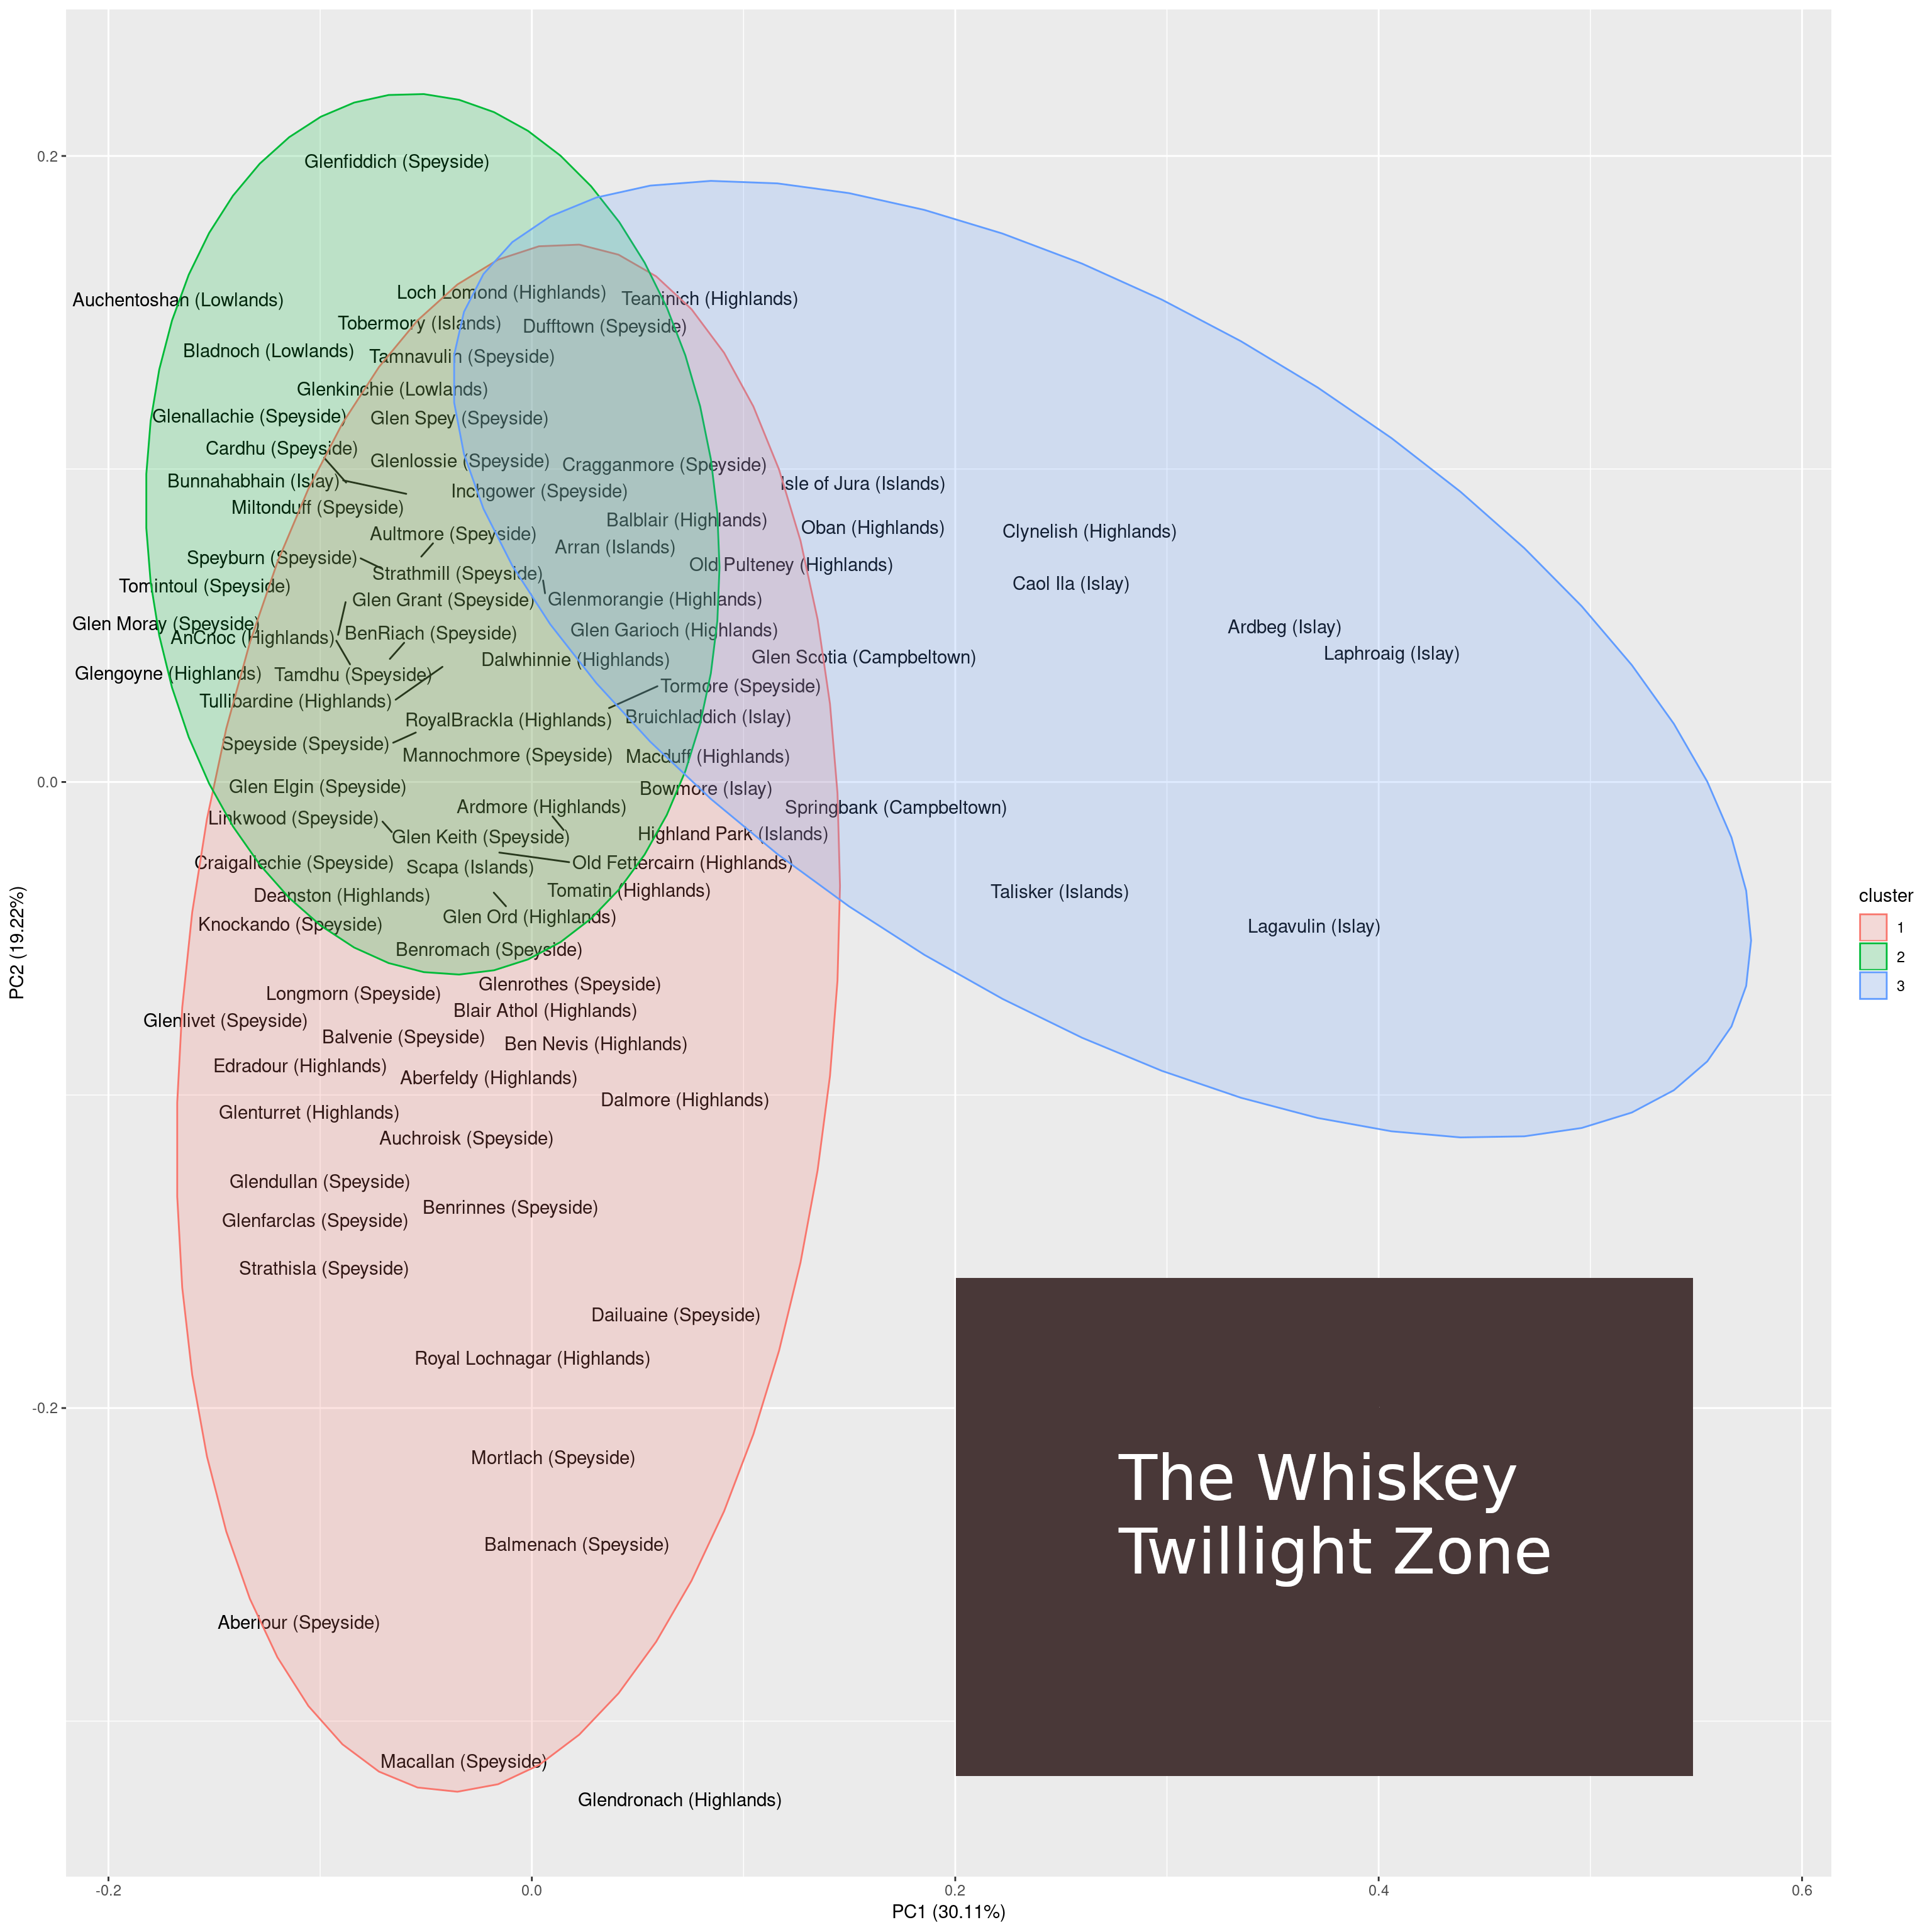 Glenfiddich (Speyside)
0.2
Loch Lomond (Highlands)
Teaninich (Highlands)
Auchentoshan (Lowlands)
Tobermory (Islands)
Dufftown (Speyside)
Bladnoch (Lowlands)
Tamnavulin (Speyside)
Glenkinchie (Lowlands)
Glenallachie (Speyside)
Glen Spey (Speyside)
Cardhu (Speyside)
Glenlossie (Speyside)
Cragganmore (Speyside)
Bunnahabhain (Islay)
Isle of Jura (Islands)
Inchgower (Speyside)
Miltonduff (Speyside)
Balblair (Highlands)
Oban (Highlands)
Clynelish (Highlands)
Aultmore (Speyside)
Arran (Islands)
Speyburn (Speyside)
Old Pulteney (Highlands)
Strathmill (Speyside)
Caol Ila (Islay)
Tomintoul (Speyside)
Glen Grant (Speyside)
Glenmorangie (Highlands)
Glen Moray (Speyside)
Ardbeg (Islay)
Glen Garioch (Highlands)
BenRiach (Speyside)
AnCnoc (Highlands)
Laphroaig (Islay)
Glen Scotia (Campbeltown)
Dalwhinnie (Highlands)
Glengoyne (Highlands)
Tamdhu (Speyside)
Tormore (Speyside)
Tullibardine (Highlands)
Bruichladdich (Islay)
RoyalBrackla (Highlands)
Speyside (Speyside)
Mannochmore (Speyside)
Macduff (Highlands)
0.0
Glen Elgin (Speyside)
Bowmore (Islay)
Ardmore (Highlands)
Springbank (Campbeltown)
Linkwood (Speyside)
Highland Park (Islands)
Glen Keith (Speyside)
Craigallechie (Speyside)
Old Fettercairn (Highlands)
Scapa (Islands)
Tomatin (Highlands)
Talisker (Islands)
Deanston (Highlands)
Glen Ord (Highlands)
Knockando (Speyside)
Lagavulin (Islay)
Benromach (Speyside)
Glenrothes (Speyside)
Longmorn (Speyside)
Blair Athol (Highlands)
Glenlivet (Speyside)
Balvenie (Speyside)
Ben Nevis (Highlands)
Edradour (Highlands)
Aberfeldy (Highlands)
Dalmore (Highlands)
Glenturret (Highlands)
Auchroisk (Speyside)
Glendullan (Speyside)
Benrinnes (Speyside)
Glenfarclas (Speyside)
Strathisla (Speyside)
Dailuaine (Speyside)
Royal Lochnagar (Highlands)
-0.2
Mortlach (Speyside)
Balmenach (Speyside)
Aberlour (Speyside)
Macallan (Speyside)
Glendronach (Highlands)
The Whiskey
Twillight Zone
PC2 (19.22%)
-0.2
0.0
0.2
0.4
0.6
PC1 (30.11%)
cluster
1
2
3